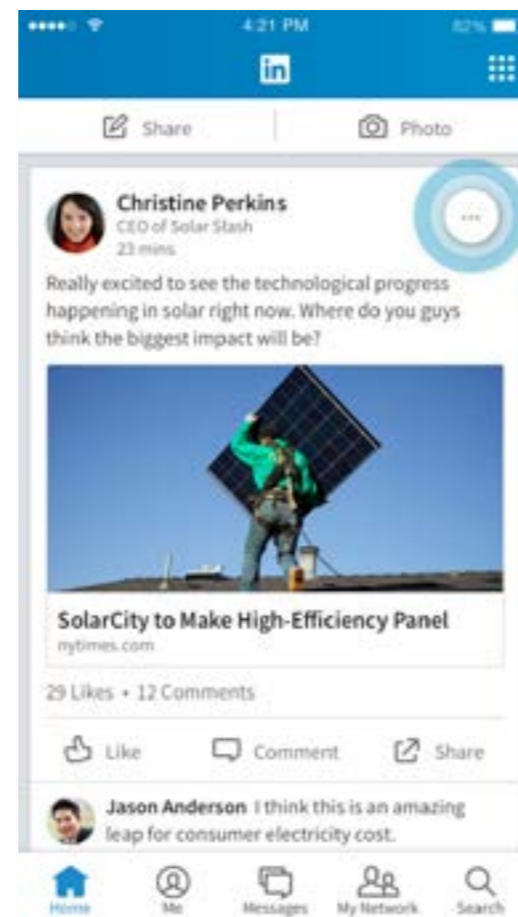 4:21 PM
82%
in
Share
Photo
Christine Perkins
CEO of Solar Stash
23 mins
Really excited to see the technological progress
happening in solar right now. Where do you guys
think the biggest impact will be?
SolarCity to Make High-Efficiency Panel
nytimes.com
29 Likes • 12 Comments
Like
Comment
Share
Jason Anderson I think this is an amazing
leap for consumer electricity cost.
Home
Me
Messages
My Network
Search